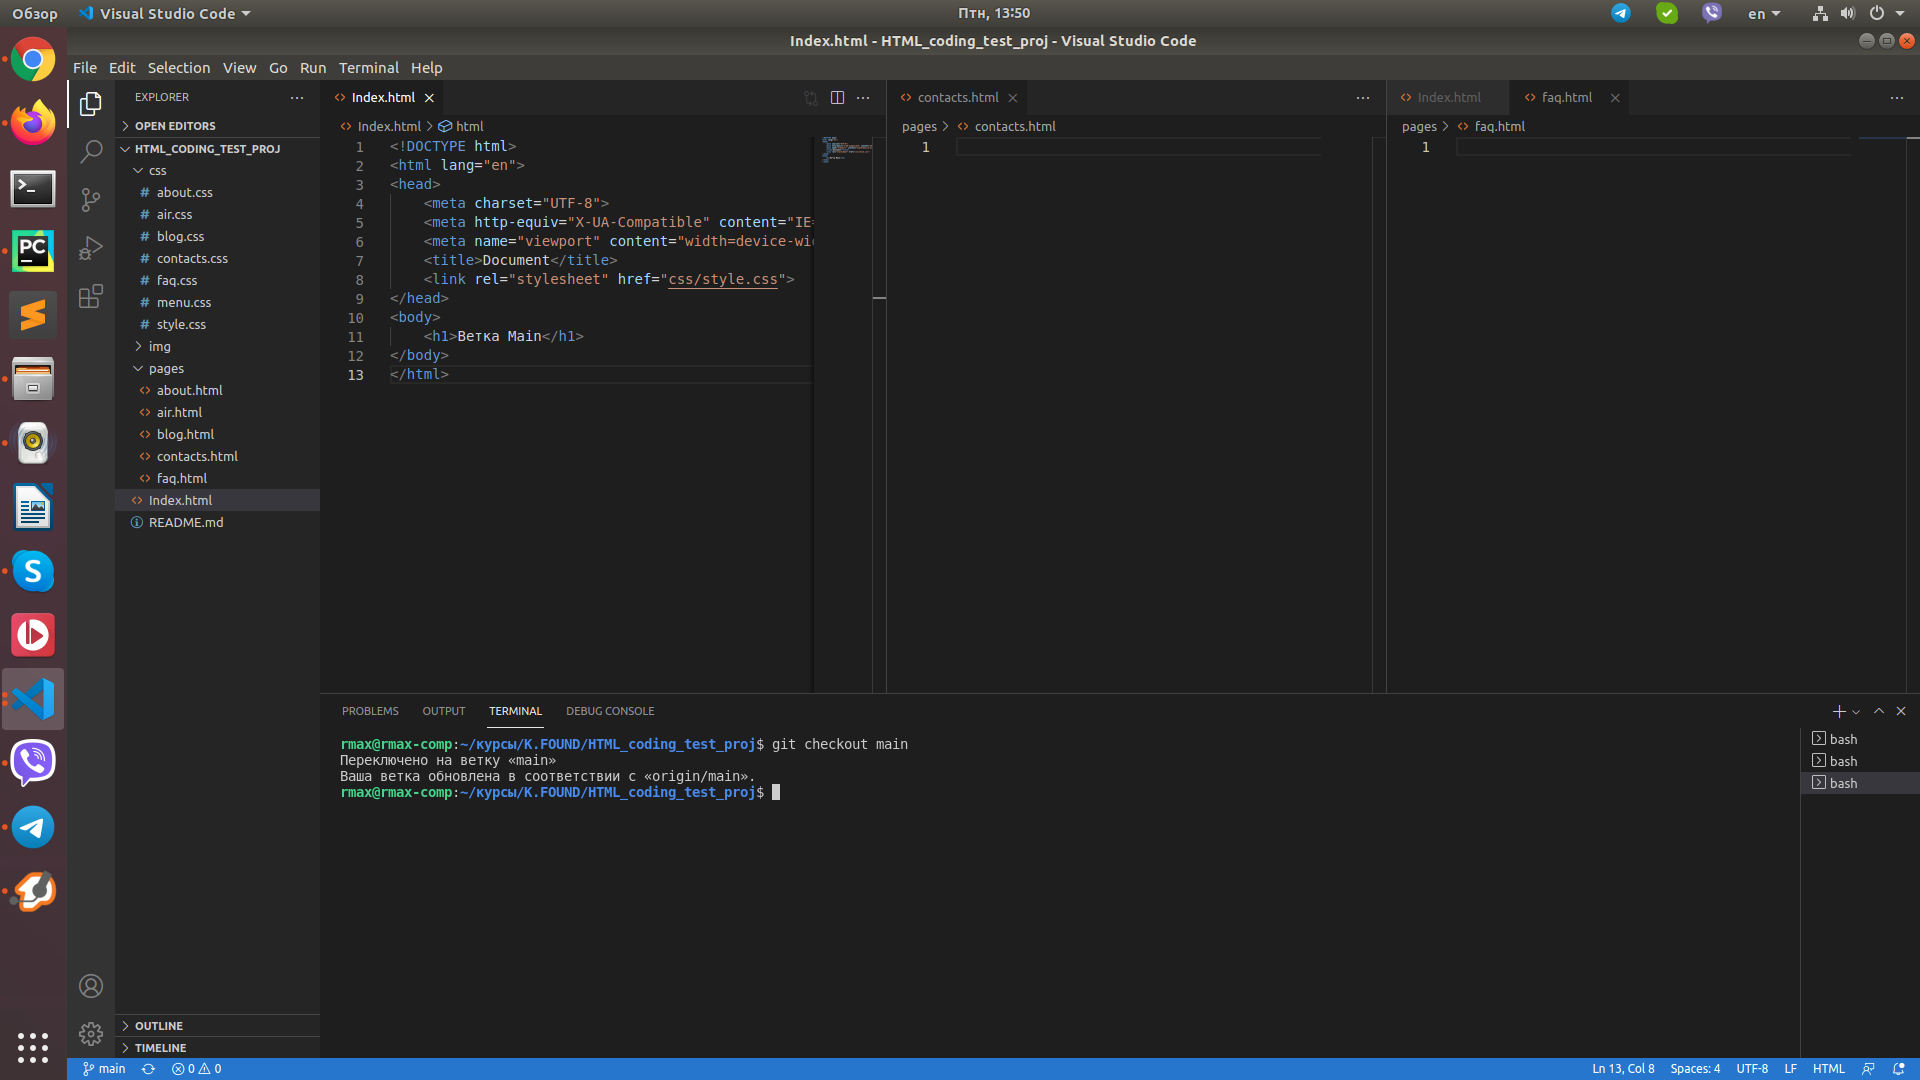 Обзор
Visual Studio Code
Птн, 13:50
en
Index.html - HTML_coding_test_proj - Visual Studio Code
File Edit Selection View Go Run Terminal Help
EXPLORER
OPEN EDITORS
HTML_CODING_TEST_PROJ
css
# about.css
# air.css
# blog.css
# contacts.css
# faq.css
# menu.css
# style.css
img
pages
<> about.html
<> air.html
<> blog.html
<> contacts.html
<> faq.html
<> Index.html
README.md
OUTLINE
TIMELINE
<> Index.html
<> Index.html > html
1 <!DOCTYPE html>
2 <html lang="en">
3 <head>
4 <meta charset="UTF-8">
5 <meta http-equiv="X-UA-Compatible" content="IE=
6 <meta name="viewport" content="width=device-wi
7 <title>Document</title>
8 <link rel="stylesheet" href="css/style.css">
9 </head>
10 <body>
11 <h1>Ветка Main</h1>
12 </body>
13 </html>
<> contacts.html
pages > <> contacts.html
1
<> Index.html <> faq.html
pages > <> faq.html
1
PROBLEMS OUTPUT TERMINAL DEBUG CONSOLE
rmax@rmax-comp:~/курсы/K.FOUND/HTML_coding_test_proj$ git checkout main
Переключено на ветку «main»
Ваша ветка обновлена в соответствии с «origin/main».
rmax@rmax-comp:~/курсы/K.FOUND/HTML_coding_test_proj$
bash
bash
bash
PC
S
main 0 0
Ln 13, Col 8 Spaces: 4 UTF-8 LF HTML